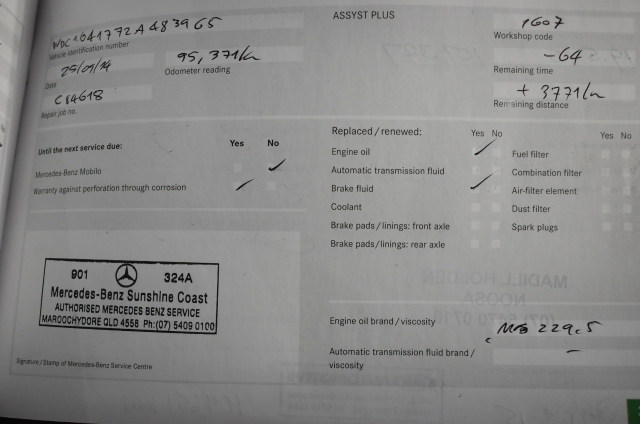 ASSYST PLUS
WDC1641772A483965
Vehicle identification number
1607
Workshop code
25/09/14
Date
95,371km
Odometer reading
-64
Remaining time
C84618
Repair job no.
+ 3771km
Remaining distance
Until the next service due:
Yes No
Mercedes-Benz Mobilo
Warranty against perforation through corrosion
Replaced / renewed:
Yes No
Yes No
Engine oil
Fuel filter
Automatic transmission fluid
Combination filter
Brake fluid
Air-filter element
Coolant
Dust filter
Brake pads / linings: front axle
Spark plugs
Brake pads / linings: rear axle
901 324A
Mercedes-Benz Sunshine Coast
AUTHORISED MERCEDES BENZ SERVICE
MAROOCHYDORE QLD 4558 Ph:(07) 5409 0100
Signature / Stamp of Mercedes-Benz Service Centre
Engine oil brand / viscosity
MB 229.5
Automatic transmission fluid brand /
viscosity
–
MADILL HOLDEN
NOOSA